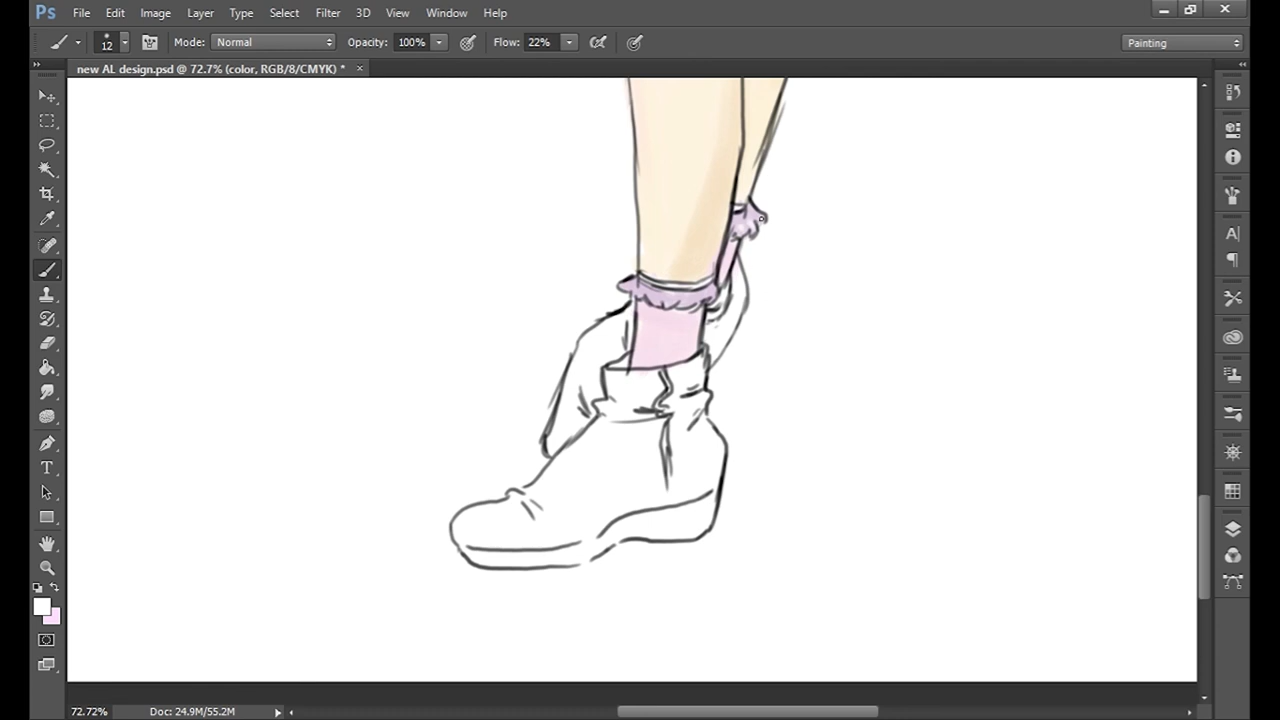 Ps File Edit Image Layer Type Select Filter 3D View Window Help
12 Mode: Normal Opacity: 100% Flow: 22% Painting
new AL design.psd @ 72.7% (color, RGB/8/CMYK) * ×
A|
T
72.72% Doc: 24.9M/55.2M